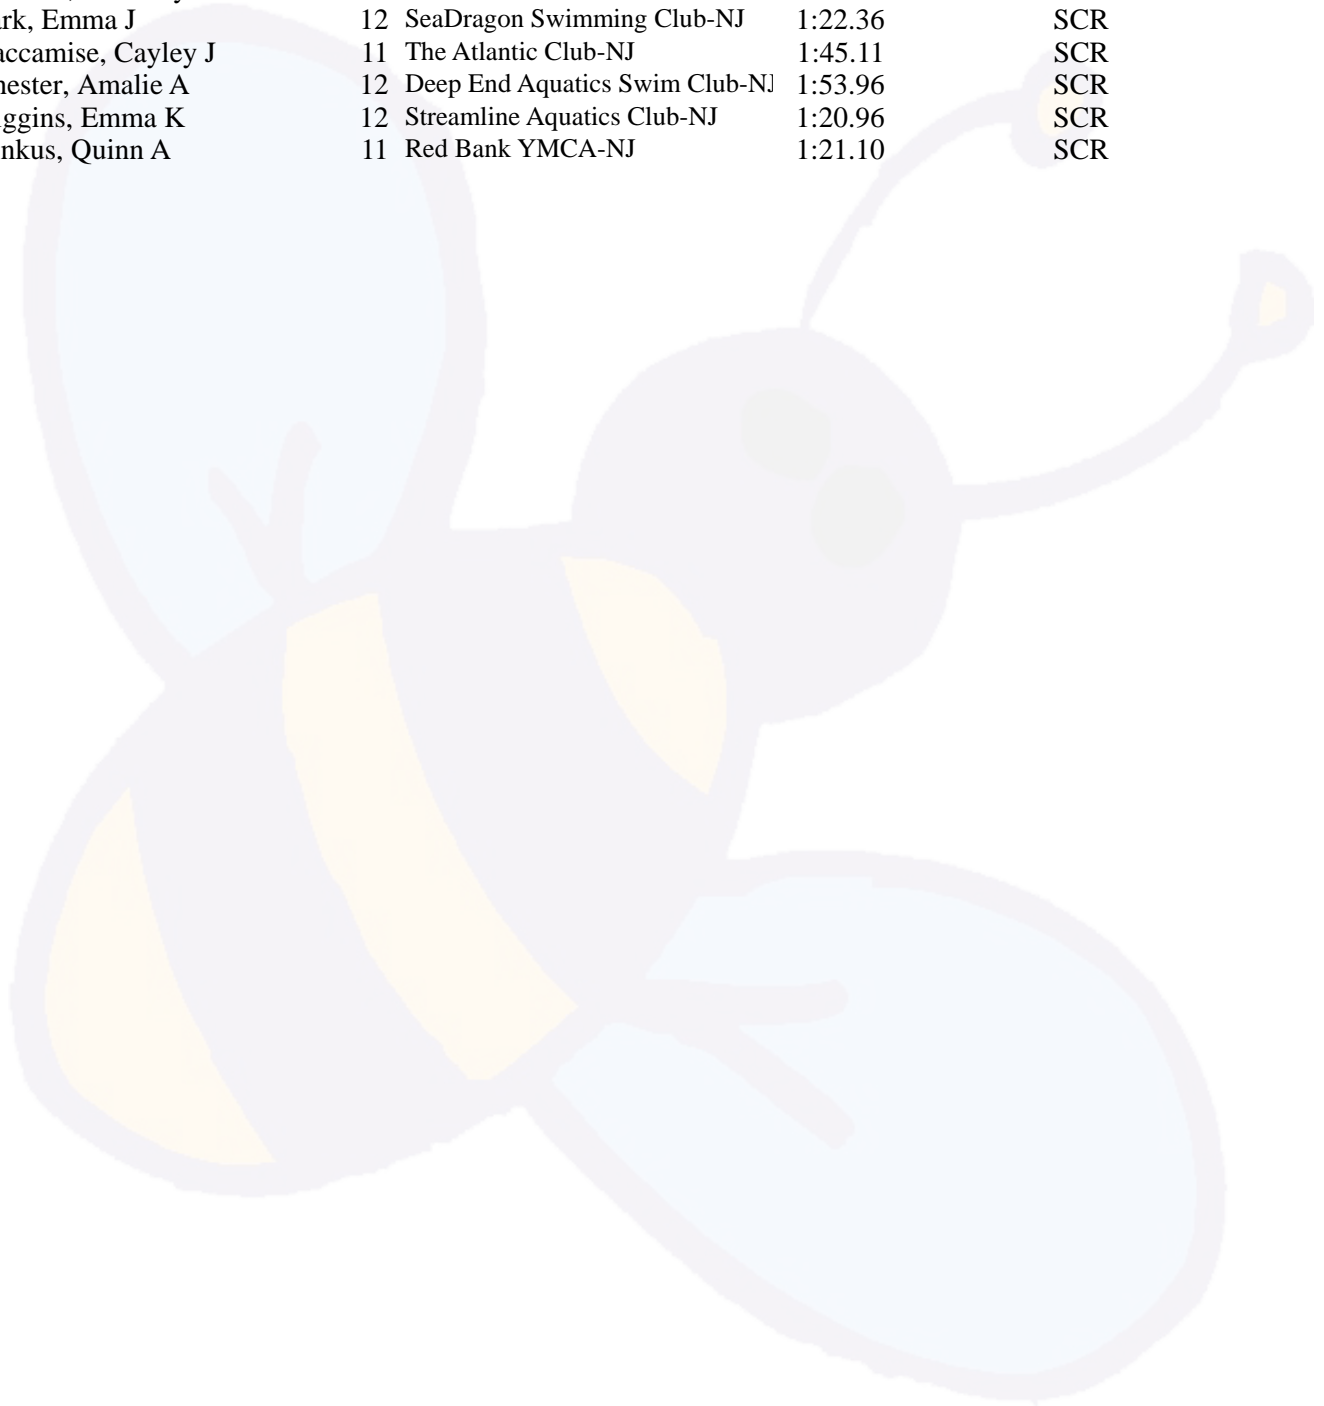 ark, Emma J 12 SeaDragon Swimming Club-NJ 1:22.36 SCR
accamise, Cayley J 11 The Atlantic Club-NJ 1:45.11 SCR
nester, Amalie A 12 Deep End Aquatics Swim Club-NJ 1:53.96 SCR
ggins, Emma K 12 Streamline Aquatics Club-NJ 1:20.96 SCR
nkus, Quinn A 11 Red Bank YMCA-NJ 1:21.10 SCR